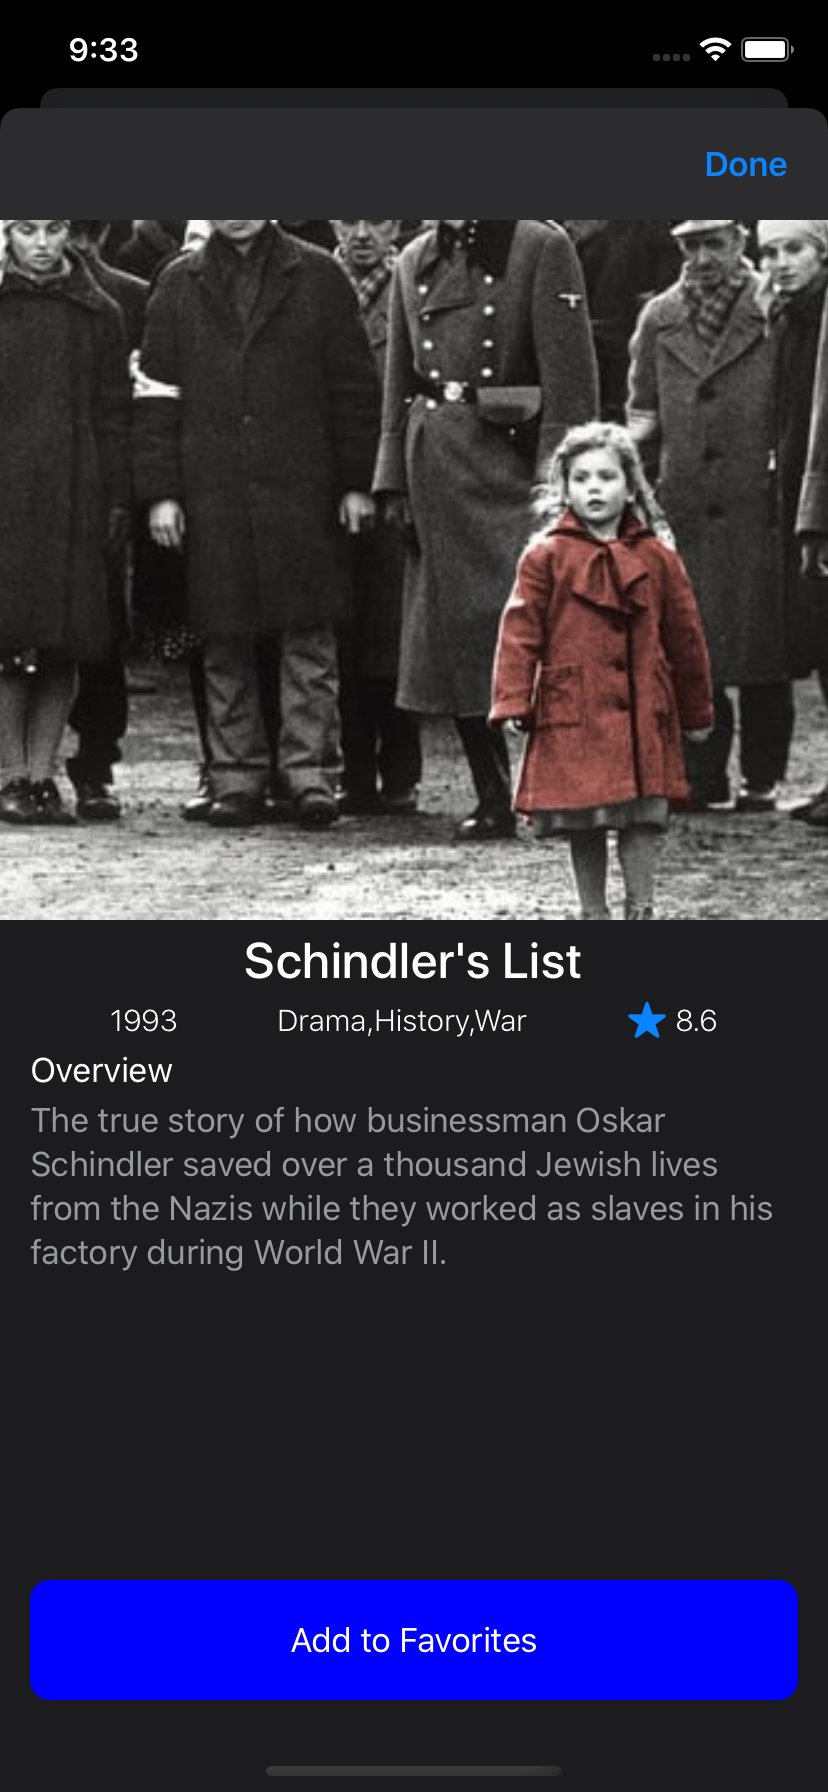 9:33
Done
Schindler's List
1993 Drama,History,War 8.6
Overview
The true story of how businessman Oskar
Schindler saved over a thousand Jewish lives
from the Nazis while they worked as slaves in his
factory during World War II.
Add to Favorites